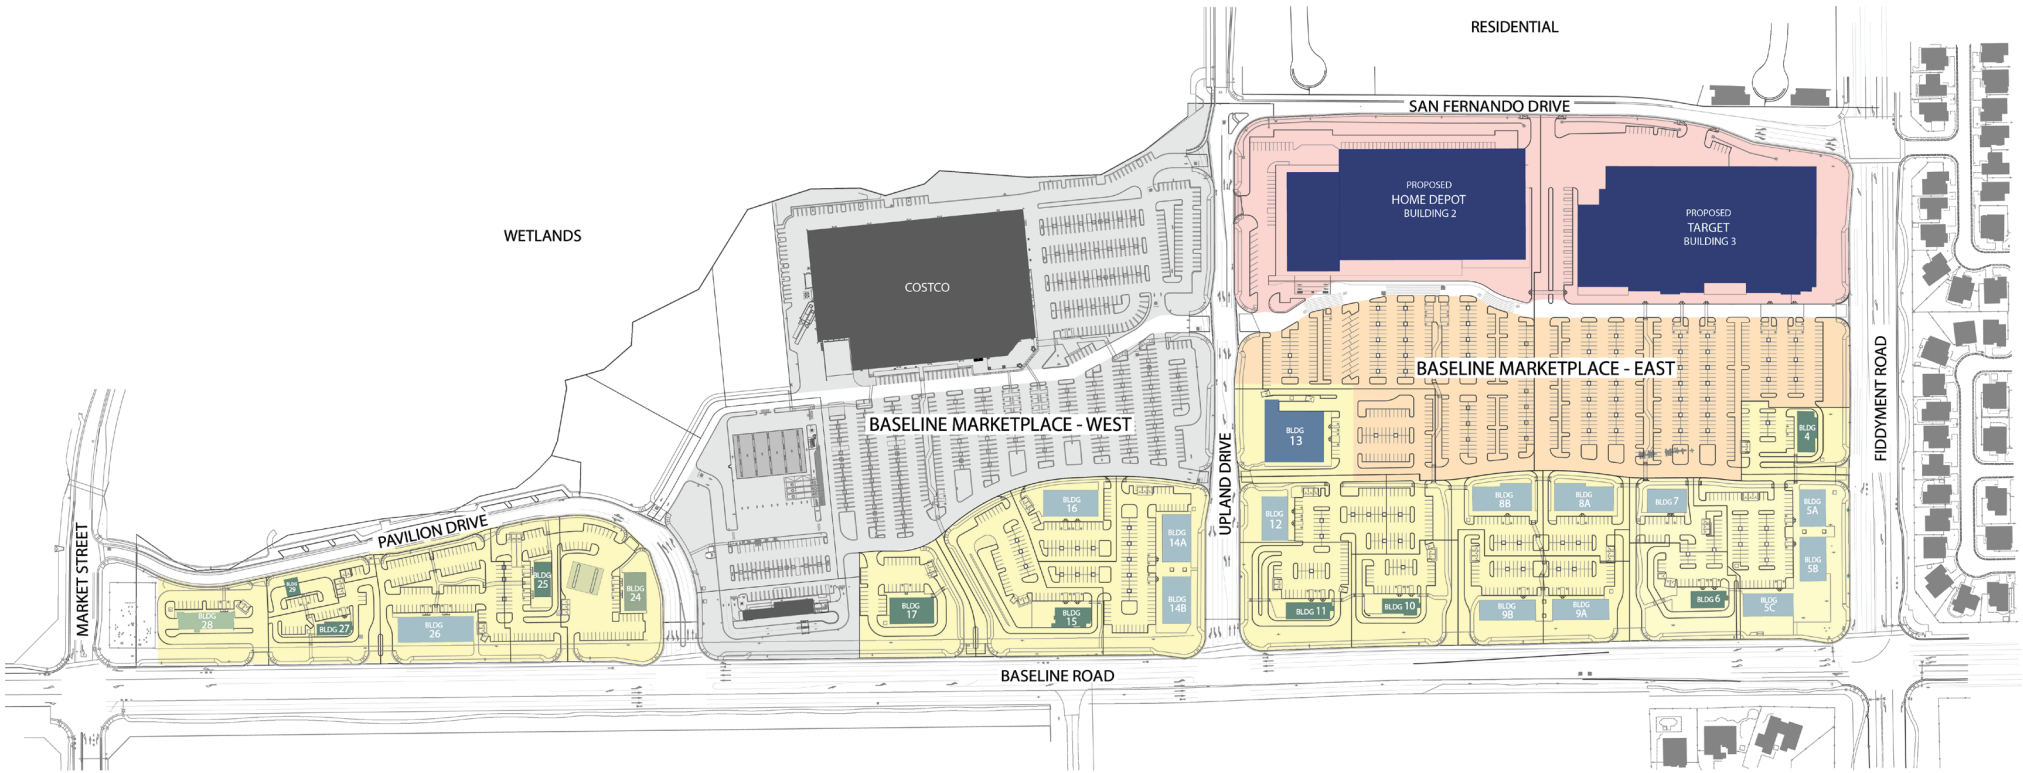 RESIDENTIAL
SAN FERNANDO DRIVE
WETLANDS
COSTCO
PROPOSED
HOME DEPOT
BUILDING 2
PROPOSED
TARGET
BUILDING 3
BASELINE MARKETPLACE - WEST
BASELINE MARKETPLACE - EAST
UPLAND DRIVE
FIDDYMENT ROAD
MARKET STREET
PAVILION DRIVE
BLDG
13
BLDG
4
BLDG
16
BLDG
14A
BLDG
14B
BLDG
12
BLDG
8B
BLDG
8A
BLDG 7
BLDG
5A
BLDG
5B
BLDG
5C
BLDG 6
BLDG
9A
BLDG
9B
BLDG 10
BLDG 11
BLDG
15
BLDG
17
BLDG
24
BLDG
25
BLDG
26
BLDG 27
BLDG
28
BLDG
29
BASELINE ROAD